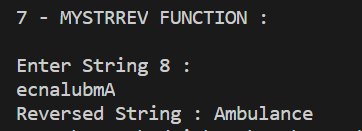 7 - MYSTRREV FUNCTION :
Enter String 8 :
ecnalubmA
Reversed String : Ambulance